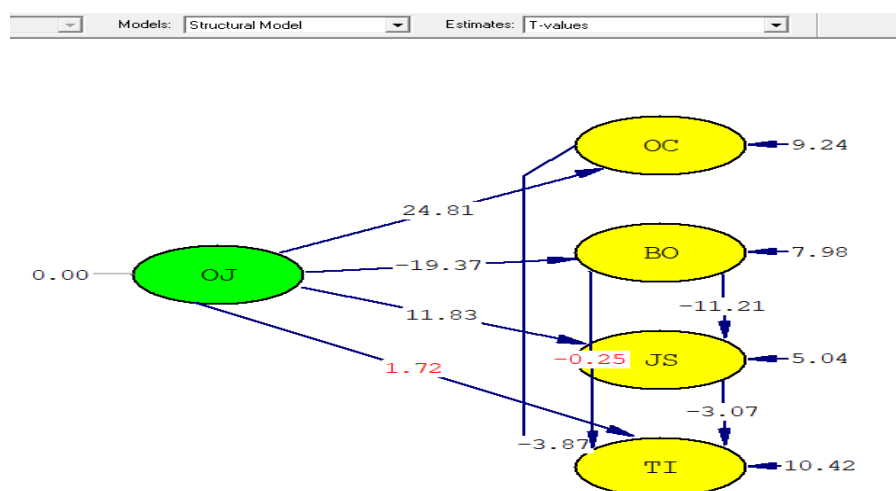 Models: Structural Model Estimates: T-values
OC 9.24
24.81
BO 7.98
0.00 OJ -19.37
-11.21
11.83
-0.25 JS 5.04
1.72
-3.07
-3.87
TI 10.42